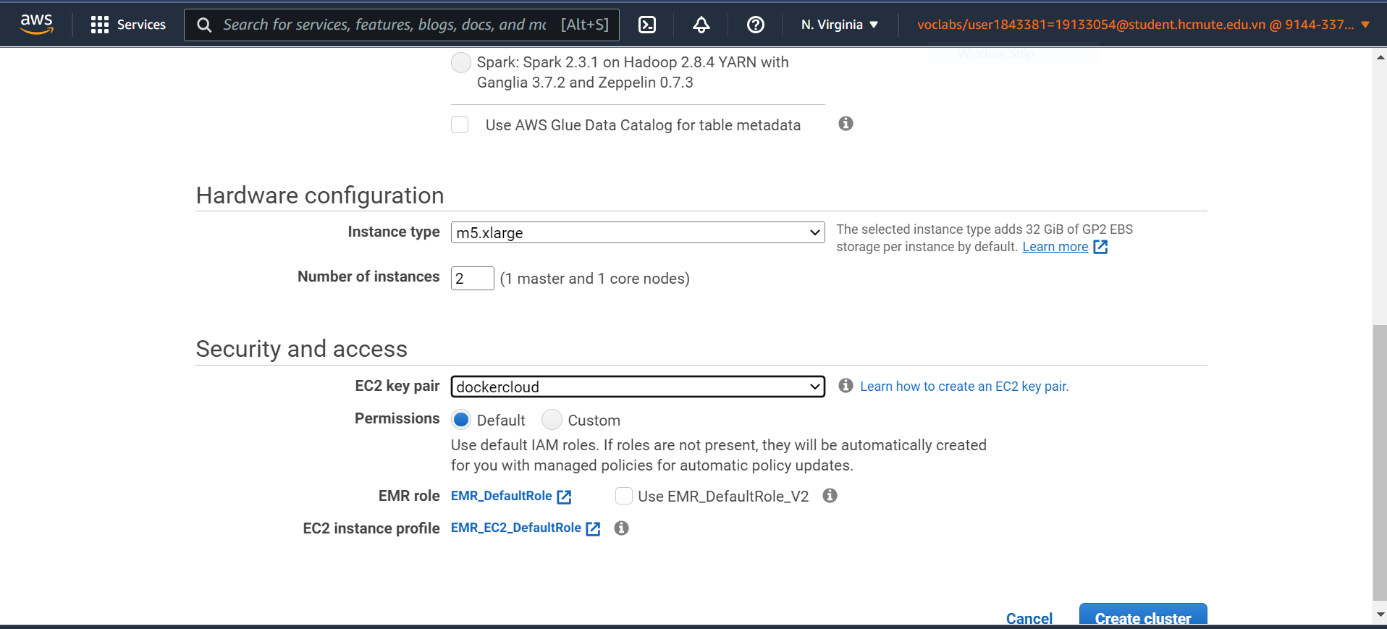 aws Services Search for services, features, blogs, docs, and mo [Alt+S] N. Virginia ▼ voclabs/user1843381=19133054@student.hcmute.edu.vn @ 9144-337... ▼
Window Snip
Spark: Spark 2.3.1 on Hadoop 2.8.4 YARN with
Ganglia 3.7.2 and Zeppelin 0.7.3
Use AWS Glue Data Catalog for table metadata
Hardware configuration
Instance type m5.xlarge The selected instance type adds 32 GiB of GP2 EBS
storage per instance by default. Learn more
Number of instances 2 (1 master and 1 core nodes)
Security and access
EC2 key pair dockercloud Learn how to create an EC2 key pair.
Permissions Default Custom
Use default IAM roles. If roles are not present, they will be automatically created
for you with managed policies for automatic policy updates.
EMR role EMR_DefaultRole Use EMR_DefaultRole_V2
EC2 instance profile EMR_EC2_DefaultRole
Cancel Create cluster